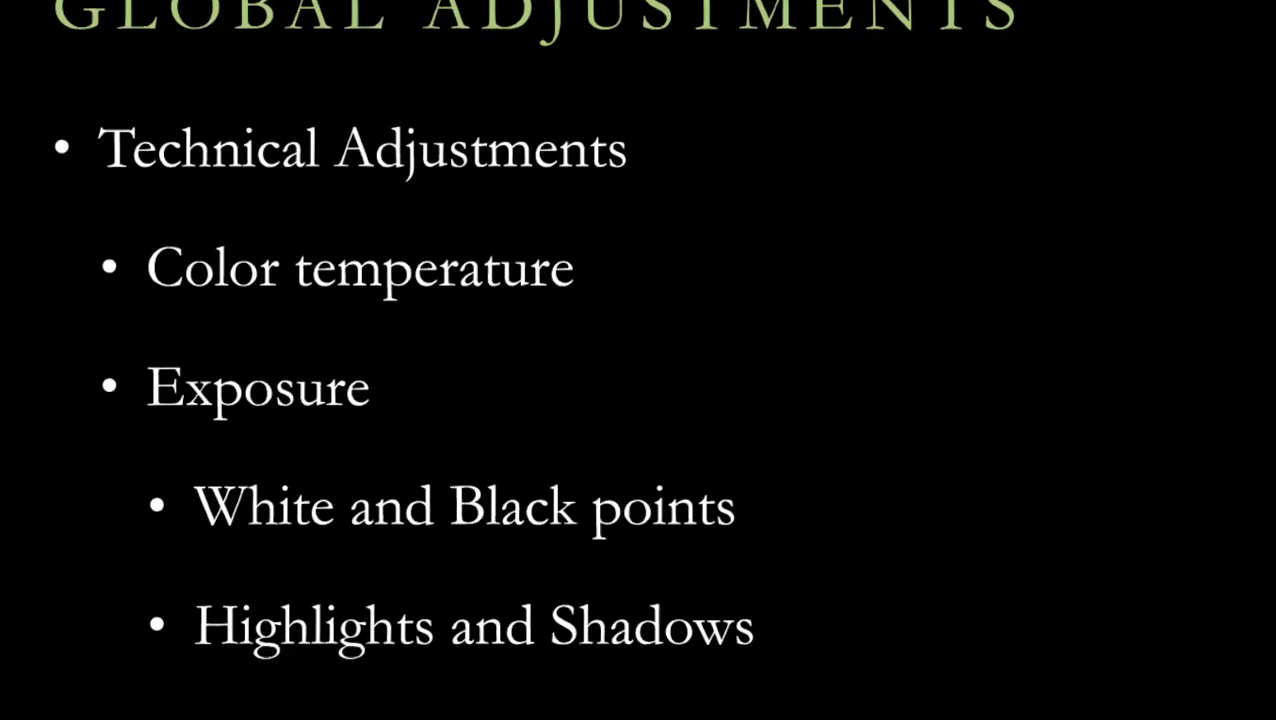 GLOBAL ADJUSTMENTS
• Technical Adjustments
• Color temperature
• Exposure
• White and Black points
• Highlights and Shadows